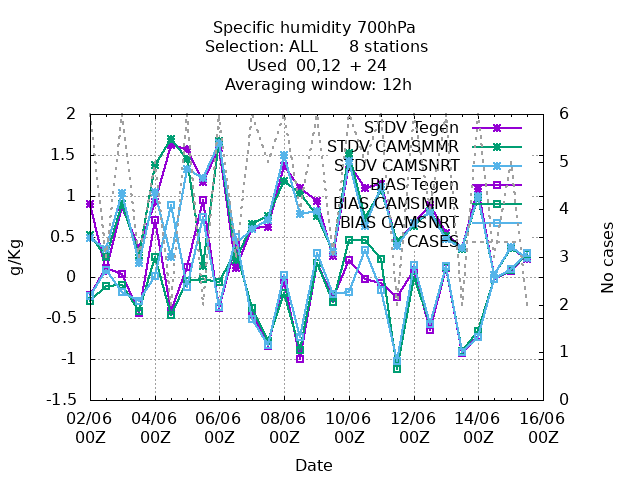 Specific humidity 700hPa
Selection: ALL 8 stations
Used 00,12 + 24
Averaging window: 12h
2
1.5
1
0.5
0
-0.5
-1
-1.5
g/Kg
6
5
4
3
2
1
0
No cases
STDV Tegen
STDV CAMSMMR
STDV CAMSNRT
BIAS Tegen
BIAS CAMSMMR
BIAS CAMSNRT
CASES
02/06 04/06 06/06 08/06 10/06 12/06 14/06 16/06
00Z 00Z 00Z 00Z 00Z 00Z 00Z 00Z
Date